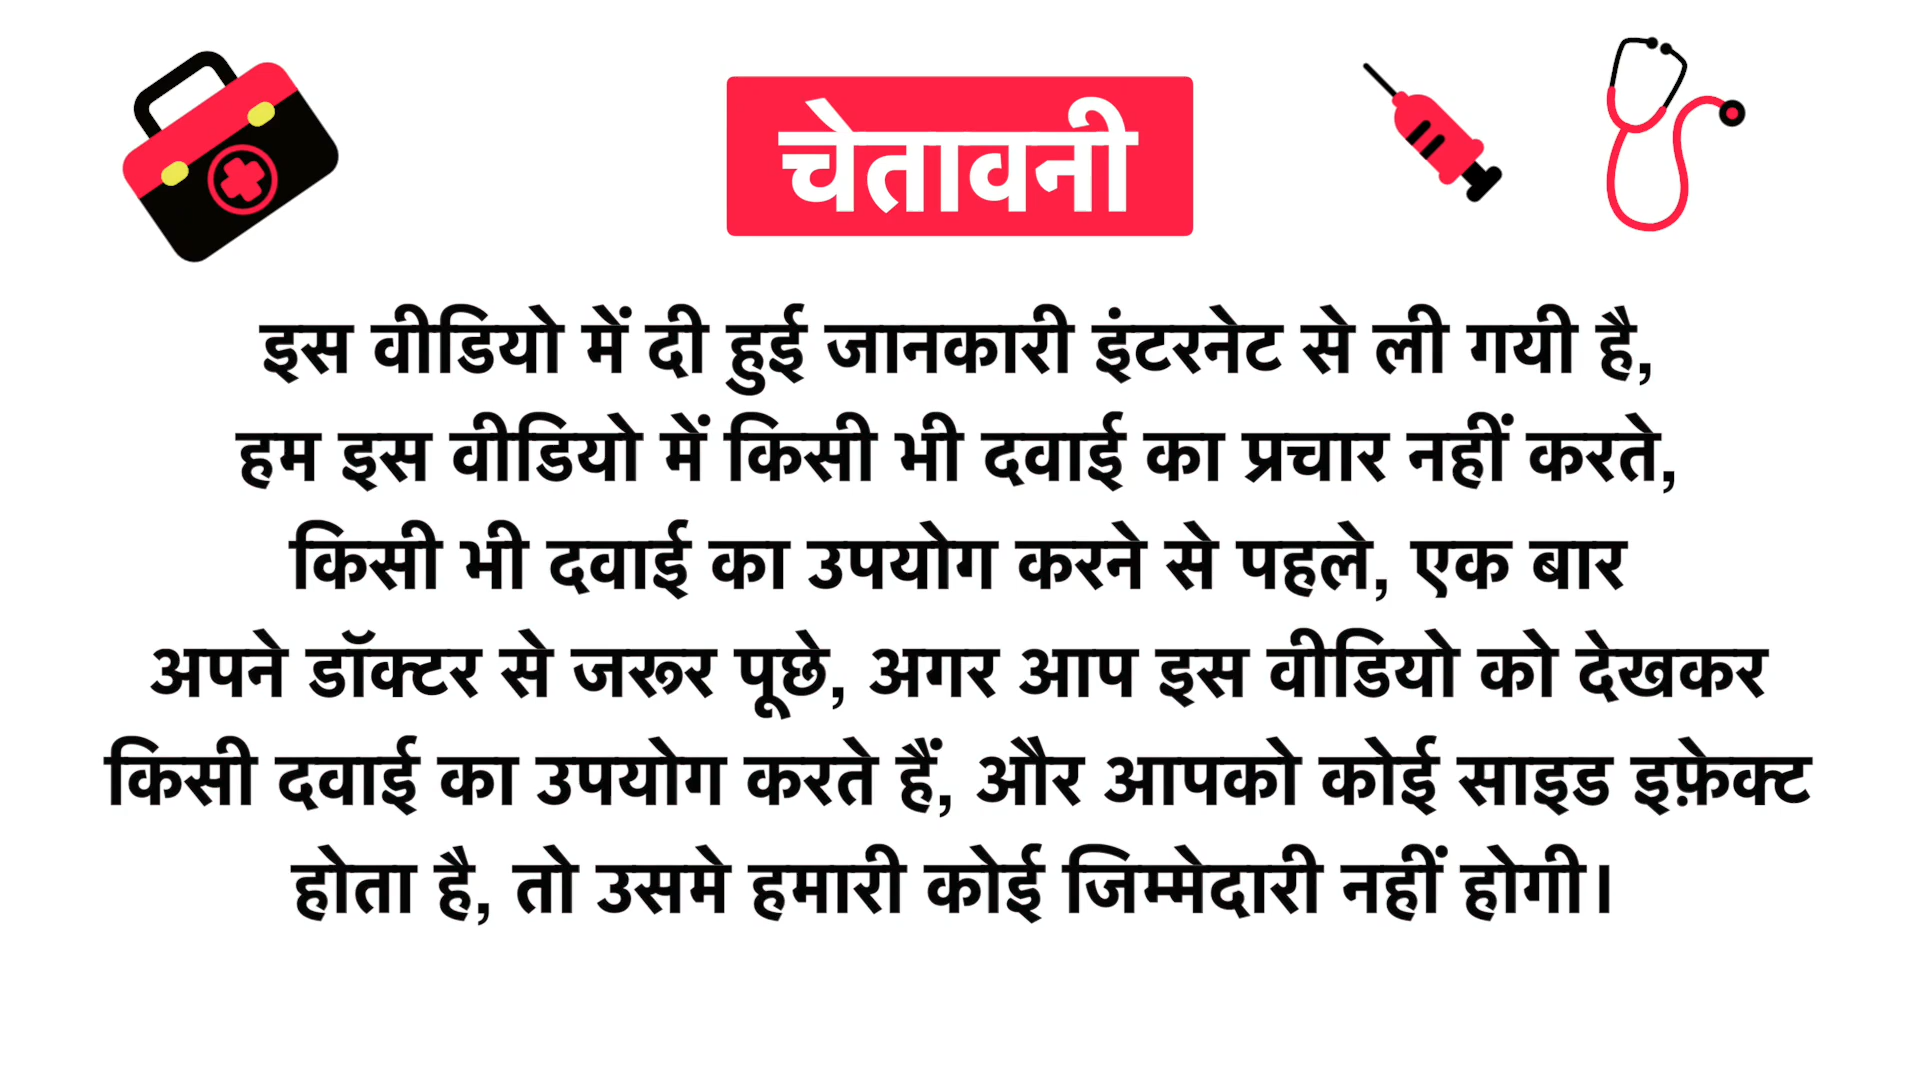 चेतावनी
इस वीडियो में दी हुई जानकारी इंटरनेट से ली गयी है,
हम इस वीडियो में किसी भी दवाई का प्रचार नहीं करते,
किसी भी दवाई का उपयोग करने से पहले, एक बार
अपने डॉक्टर से जरूर पूछे, अगर आप इस वीडियो को देखकर
किसी दवाई का उपयोग करते हैं, और आपको कोई साइड इफ़ेक्ट
होता है, तो उसमे हमारी कोई जिम्मेदारी नहीं होगी।